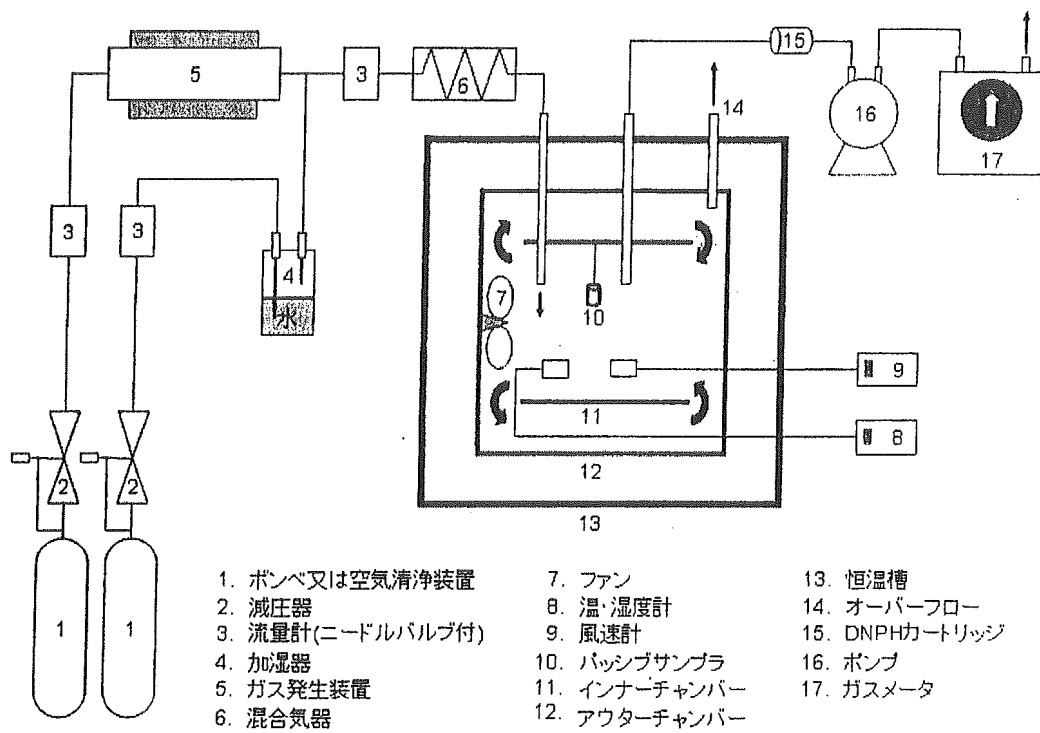 15
3
6
5
14
16
17
3
3
4
水
7
10
9
11
8
12
2
2
13
1
1
1. ボンベ又は空気清浄装置
2. 減圧器
3. 流量計(ニードルバルブ付)
4. 加湿器
5. ガス発生装置
6. 混合気器
7. ファン
8. 温・湿度計
9. 風速計
10. パッシブサンプラ
11. インナーチャンバー
12. アウターチャンバー
13. 恒温槽
14. オーバーフロー
15. DNPHカートリッジ
16. ポンプ
17. ガスメータ